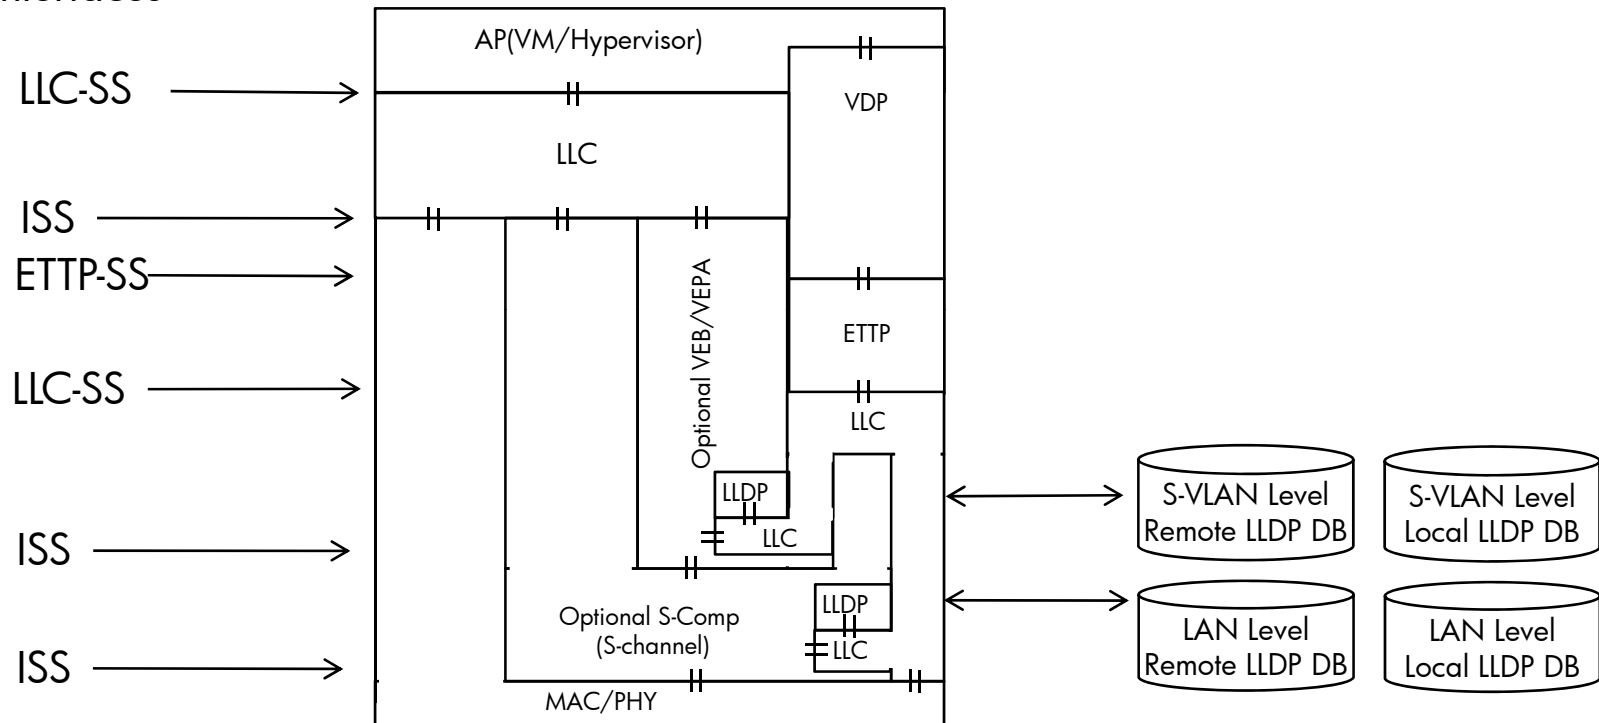 AP(VM/Hypervisor)
LLC-SS
VDP
LLC
ISS
ETTP-SS
Optional VEB/VEPA
ETTP
LLC-SS
LLC
LLDP
S-VLAN Level
Remote LLDP DB
S-VLAN Level
Local LLDP DB
LLC
ISS
LLDP
Optional S-Comp
(S-channel)
LLC
LAN Level
Remote LLDP DB
LAN Level
Local LLDP DB
ISS
MAC/PHY